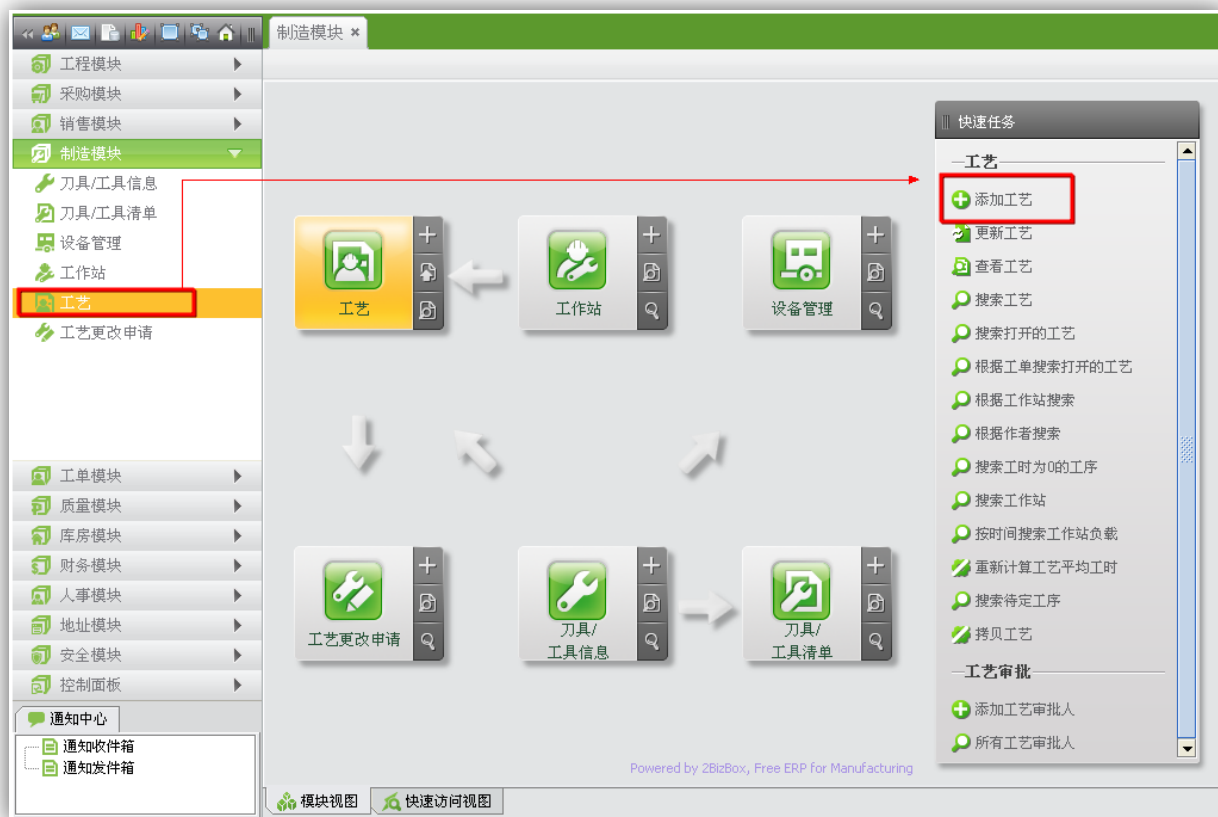 制造模块
工程模块
采购模块
销售模块
制造模块
刀具/工具信息
刀具/工具清单
设备管理
工作站
工艺
工艺更改申请
工单模块
质量模块
库房模块
财务模块
人事模块
地址模块
安全模块
控制面板
通知中心
通知收件箱
通知发件箱
工艺
工作站
设备管理
工艺更改申请
刀具/
工具信息
刀具/
工具清单
Powered by 2BizBox, Free ERP for Manufacturing
模块视图
快速访问视图
快速任务
工艺
添加工艺
更新工艺
查看工艺
搜索工艺
搜索打开的工艺
根据工单搜索打开的工艺
根据工作站搜索
根据作者搜索
搜索工时为0的工序
搜索工作站
按时间搜索工作站负载
重新计算工艺平均工时
搜索待定工序
拷贝工艺
工艺审批
添加工艺审批人
所有工艺审批人